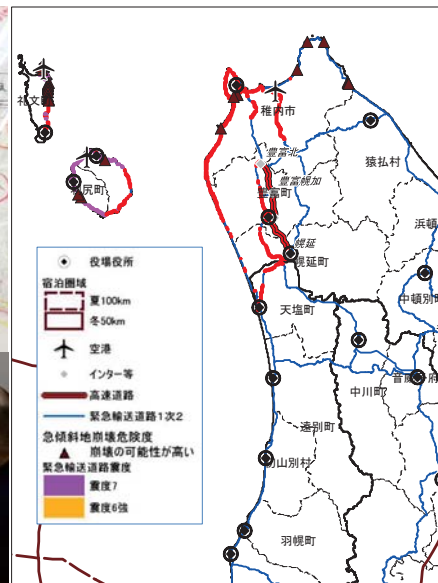 礼文町
稚内市
豊富北
猿払村
豊富幌加
尻町
豊富町
浜頓
幌延
幌延町
役場役所
宿泊圏域
夏100km
冬50km
空港
インター等
高速道路
緊急輸送道路1次2
急傾斜地崩壊危険度
崩壊の可能性が高い
緊急輸送道路震度
震度7
震度6強
天塩町
中頓別
中川町
遠別町
山別村
羽幌町